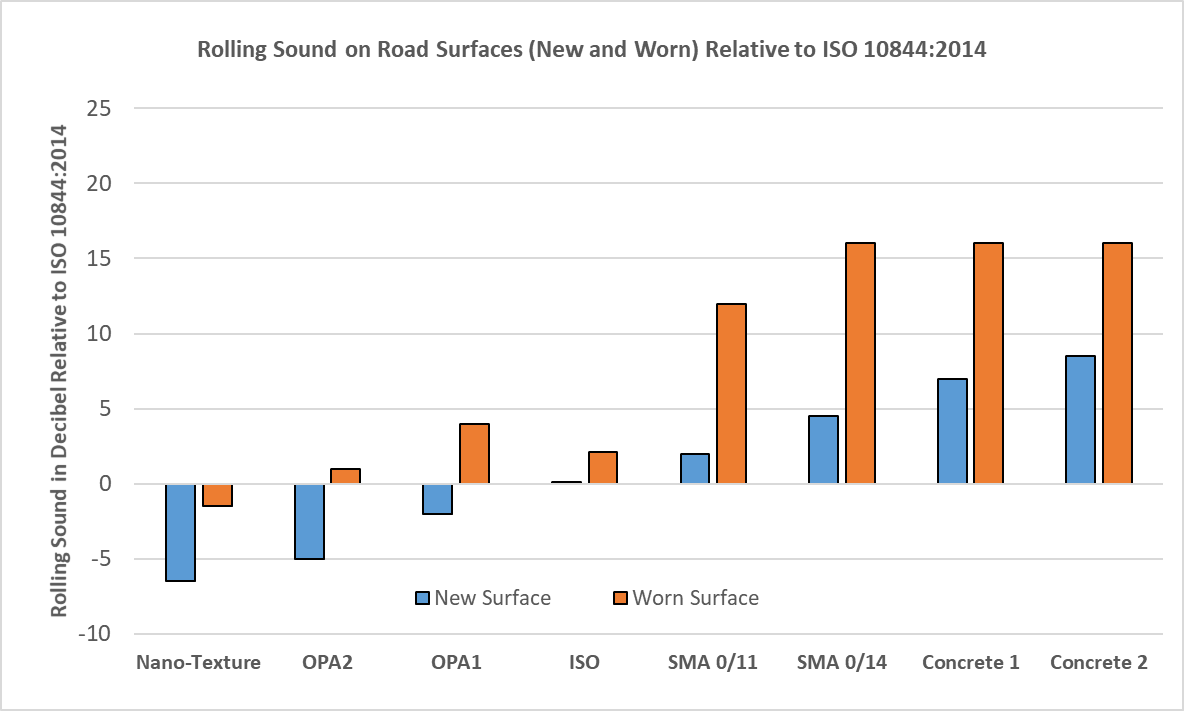 Rolling Sound on Road Surfaces (New and Worn) Relative to ISO 10844:2014
Rolling Sound in Decibel Relative to ISO 10844:2014
25
20
15
10
5
0
-5
-10
New Surface Worn Surface
Nano-Texture OPA2 OPA1 ISO SMA 0/11 SMA 0/14 Concrete 1 Concrete 2